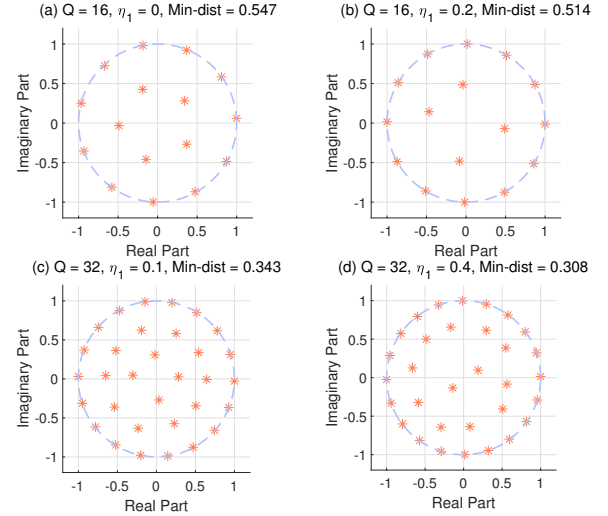 (a) Q = 16, η1 = 0, Min-dist = 0.547
(b) Q = 16, η1 = 0.2, Min-dist = 0.514
1
0.5
0
-0.5
-1
Imaginary Part
-1 -0.5 0 0.5 1
Real Part
1
0.5
0
-0.5
-1
Imaginary Part
-1 -0.5 0 0.5 1
Real Part
(c) Q = 32, η1 = 0.1, Min-dist = 0.343
(d) Q = 32, η1 = 0.4, Min-dist = 0.308
1
0.5
0
-0.5
-1
Imaginary Part
-1 -0.5 0 0.5 1
Real Part
1
0.5
0
-0.5
-1
Imaginary Part
-1 -0.5 0 0.5 1
Real Part